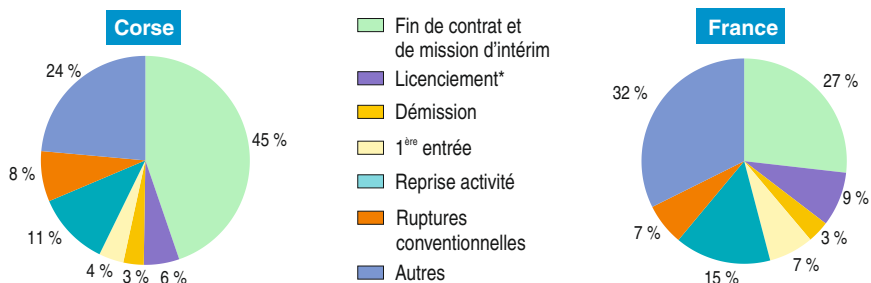 Corse
24 %
45 %
8 %
11 %
4 %
3 %
6 %
Fin de contrat et
de mission d'intérim
Licenciement*
Démission
1ère entrée
Reprise activité
Ruptures
conventionnelles
Autres
France
27 %
32 %
9 %
7 %
3 %
15 %
7 %